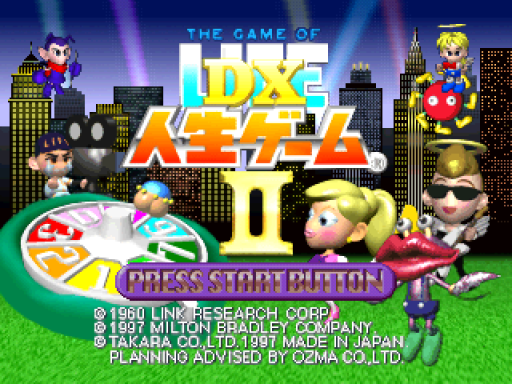 THE GAME OF
LIFE
DX
人生ゲーム®
II
PRESS START BUTTON
© 1960 LINK RESEARCH CORP.
© 1997 MILTON BRADLEY COMPANY.
© TAKARA CO.,LTD.1997 MADE IN JAPAN.
PLANNING ADVISED BY OZMA CO.,LTD.